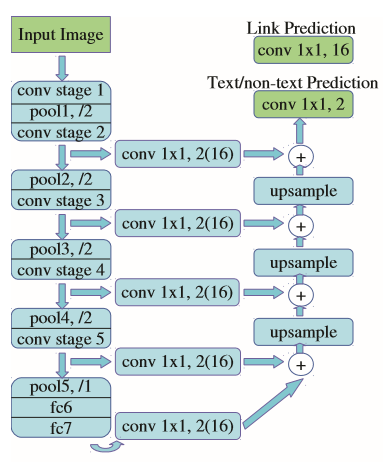 Input Image
conv stage 1
pool1, /2
conv stage 2
pool2, /2
conv stage 3
pool3, /2
conv stage 4
pool4, /2
conv stage 5
pool5, /1
fc6
fc7
conv 1x1, 2(16)
conv 1x1, 2(16)
conv 1x1, 2(16)
conv 1x1, 2(16)
conv 1x1, 2(16)
Link Prediction
conv 1x1, 16
Text/non-text Prediction
conv 1x1, 2
+
upsample
+
upsample
+
upsample
+